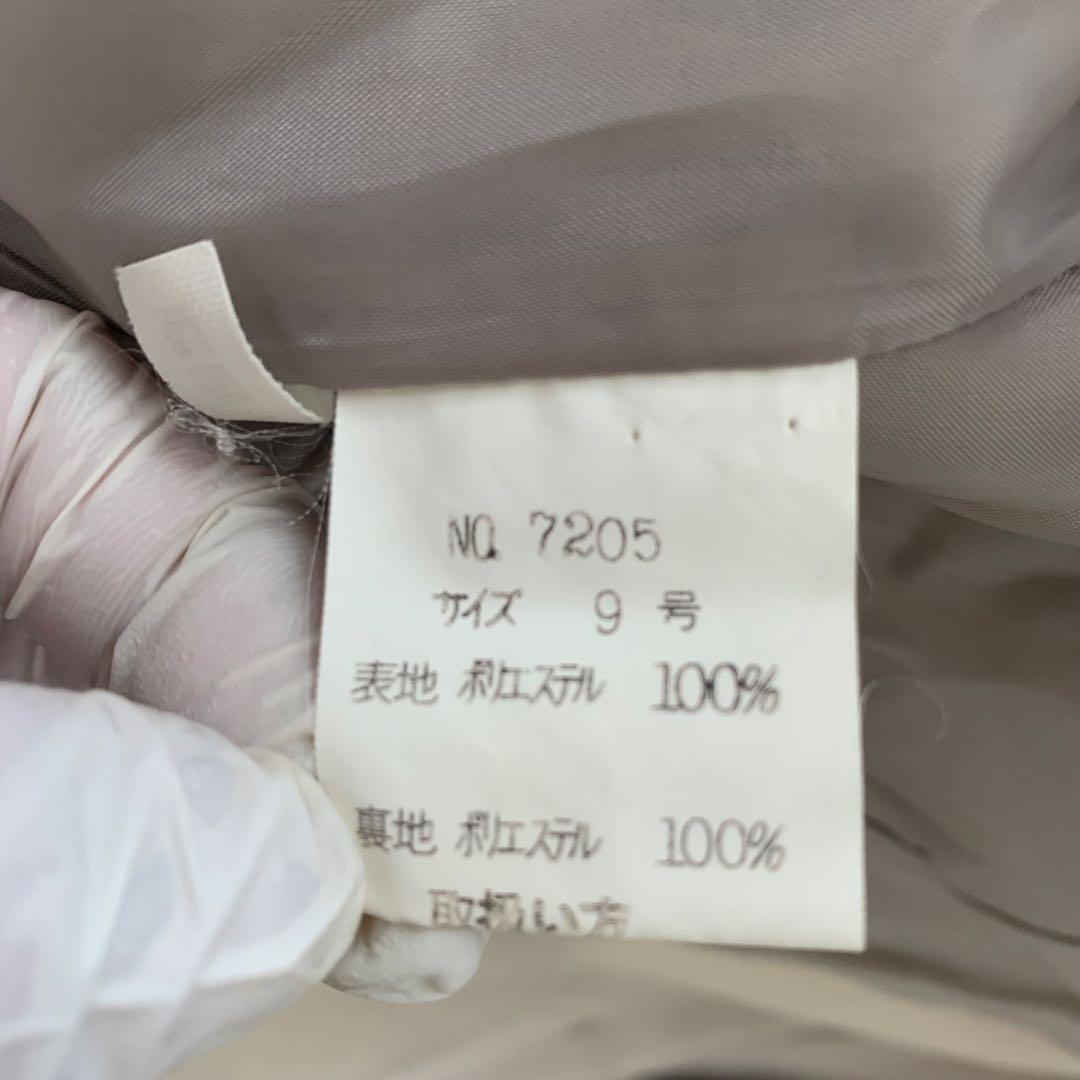 NO. 7205
サイズ 9 号
表地 ポリエステル 100%
裏地 ポリエステル 100%
取扱い方